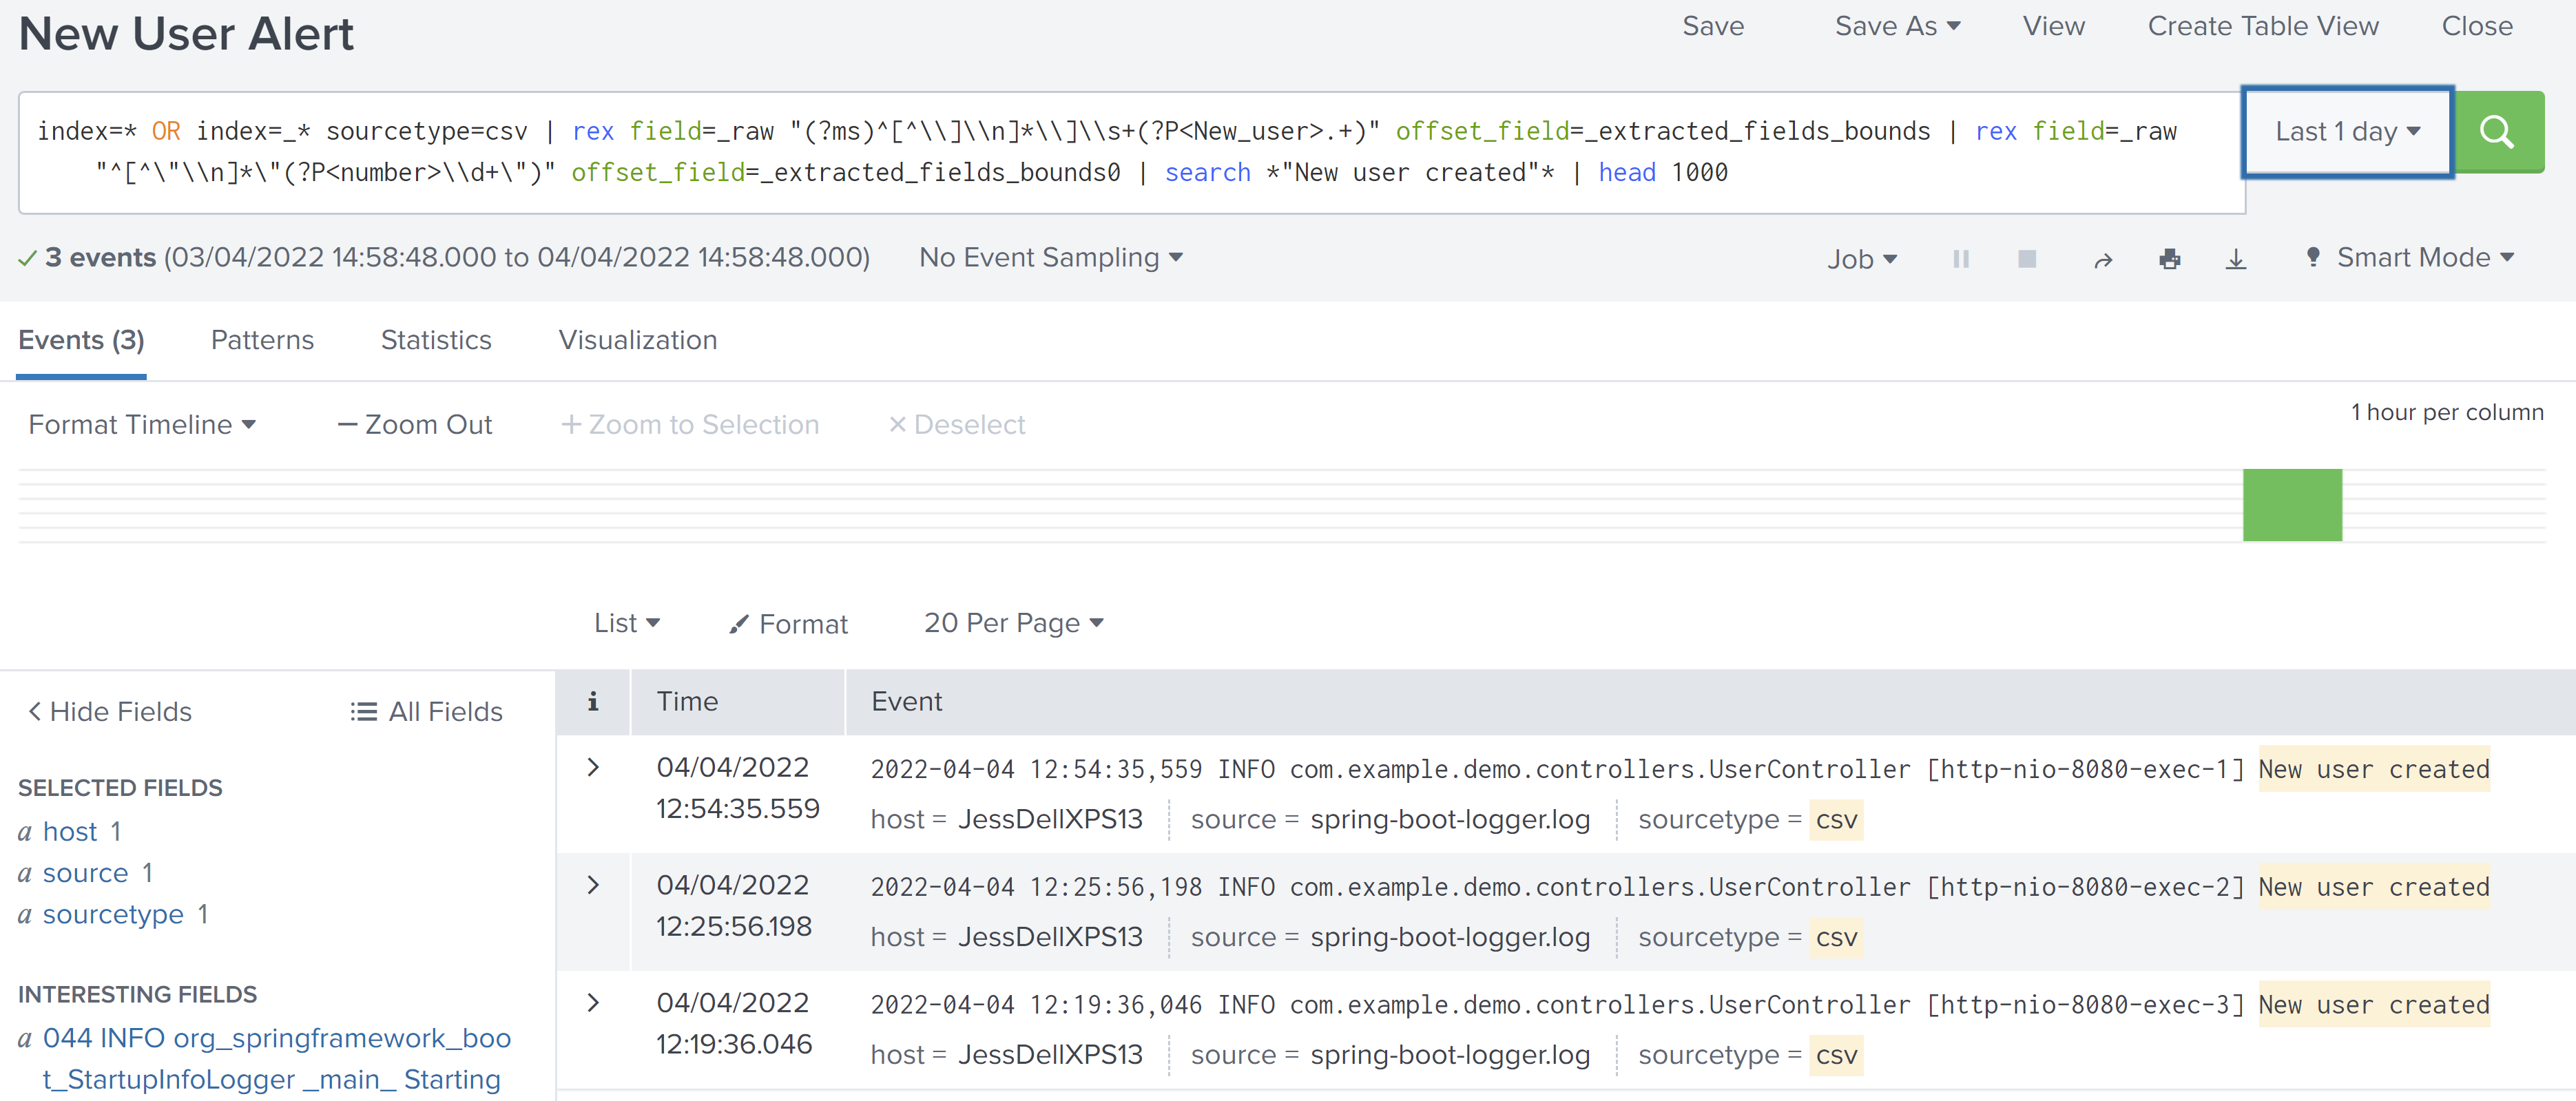 New User Alert
Save Save As View Create Table View Close
index=* OR index=_* sourcetype=csv | rex field=_raw "(?ms)^[^\\]\\n]*\\]\\s+(?P<New_user>.+)" offset_field=_extracted_fields_bounds | rex field=_raw
"^[^\"\\n]*\"(?P<number>\\d+\")" offset_field=_extracted_fields_bounds0 | search *"New user created"* | head 1000
Last 1 day
3 events (03/04/2022 14:58:48.000 to 04/04/2022 14:58:48.000) No Event Sampling Job Smart Mode
Events (3) Patterns Statistics Visualization
Format Timeline — Zoom Out + Zoom to Selection × Deselect 1 hour per column
List Format 20 Per Page
< Hide Fields All Fields
i Time Event
SELECTED FIELDS
a host 1
a source 1
a sourcetype 1
INTERESTING FIELDS
a 044 INFO org_springframework_boo
t_StartupInfoLogger _main_ Starting
> 04/04/2022 2022-04-04 12:54:35,559 INFO com.example.demo.controllers.UserController [http-nio-8080-exec-1] New user created
12:54:35.559 host = JessDellXPS13 source = spring-boot-logger.log sourcetype = csv
> 04/04/2022 2022-04-04 12:25:56,198 INFO com.example.demo.controllers.UserController [http-nio-8080-exec-2] New user created
12:25:56.198 host = JessDellXPS13 source = spring-boot-logger.log sourcetype = csv
> 04/04/2022 2022-04-04 12:19:36,046 INFO com.example.demo.controllers.UserController [http-nio-8080-exec-3] New user created
12:19:36.046 host = JessDellXPS13 source = spring-boot-logger.log sourcetype = csv